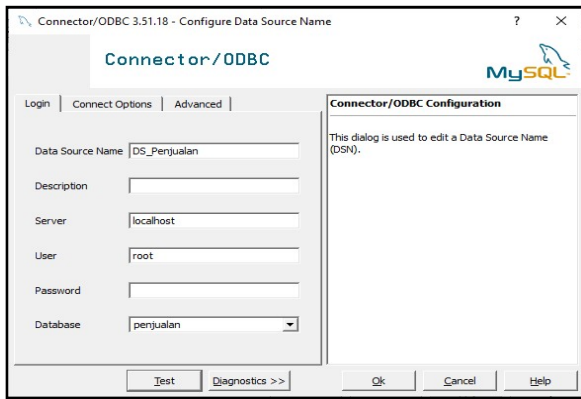 Connector/ODBC 3.51.18 - Configure Data Source Name
Connector/ODBC
MySQL
Login Connect Options Advanced
Data Source Name DS_Penjualan
Description
Server localhost
User root
Password
Database penjualan
Connector/ODBC Configuration
This dialog is used to edit a Data Source Name
(DSN).
Test Diagnostics >> Ok Cancel Help